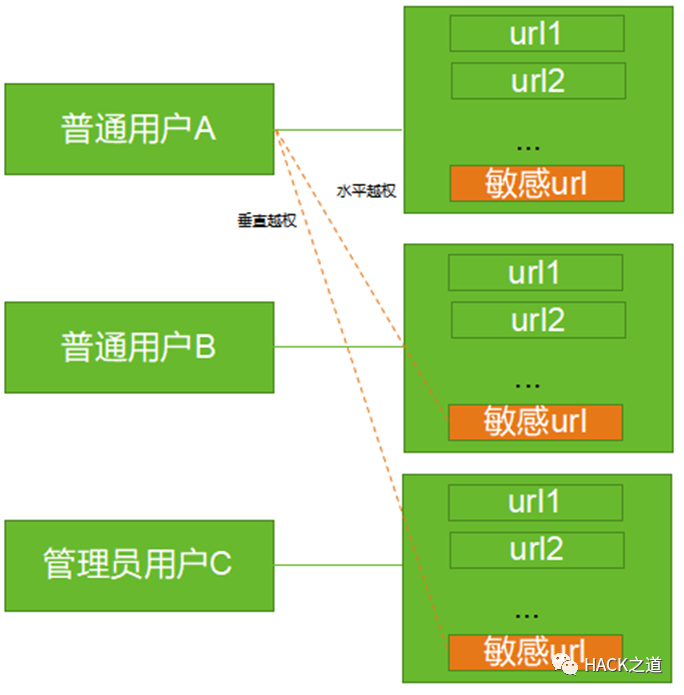 url1
url2
...
敏感url
普通用户A
水平越权
垂直越权
url1
url2
...
敏感url
普通用户B
url1
url2
...
敏感url
管理员用户C
HACK之道